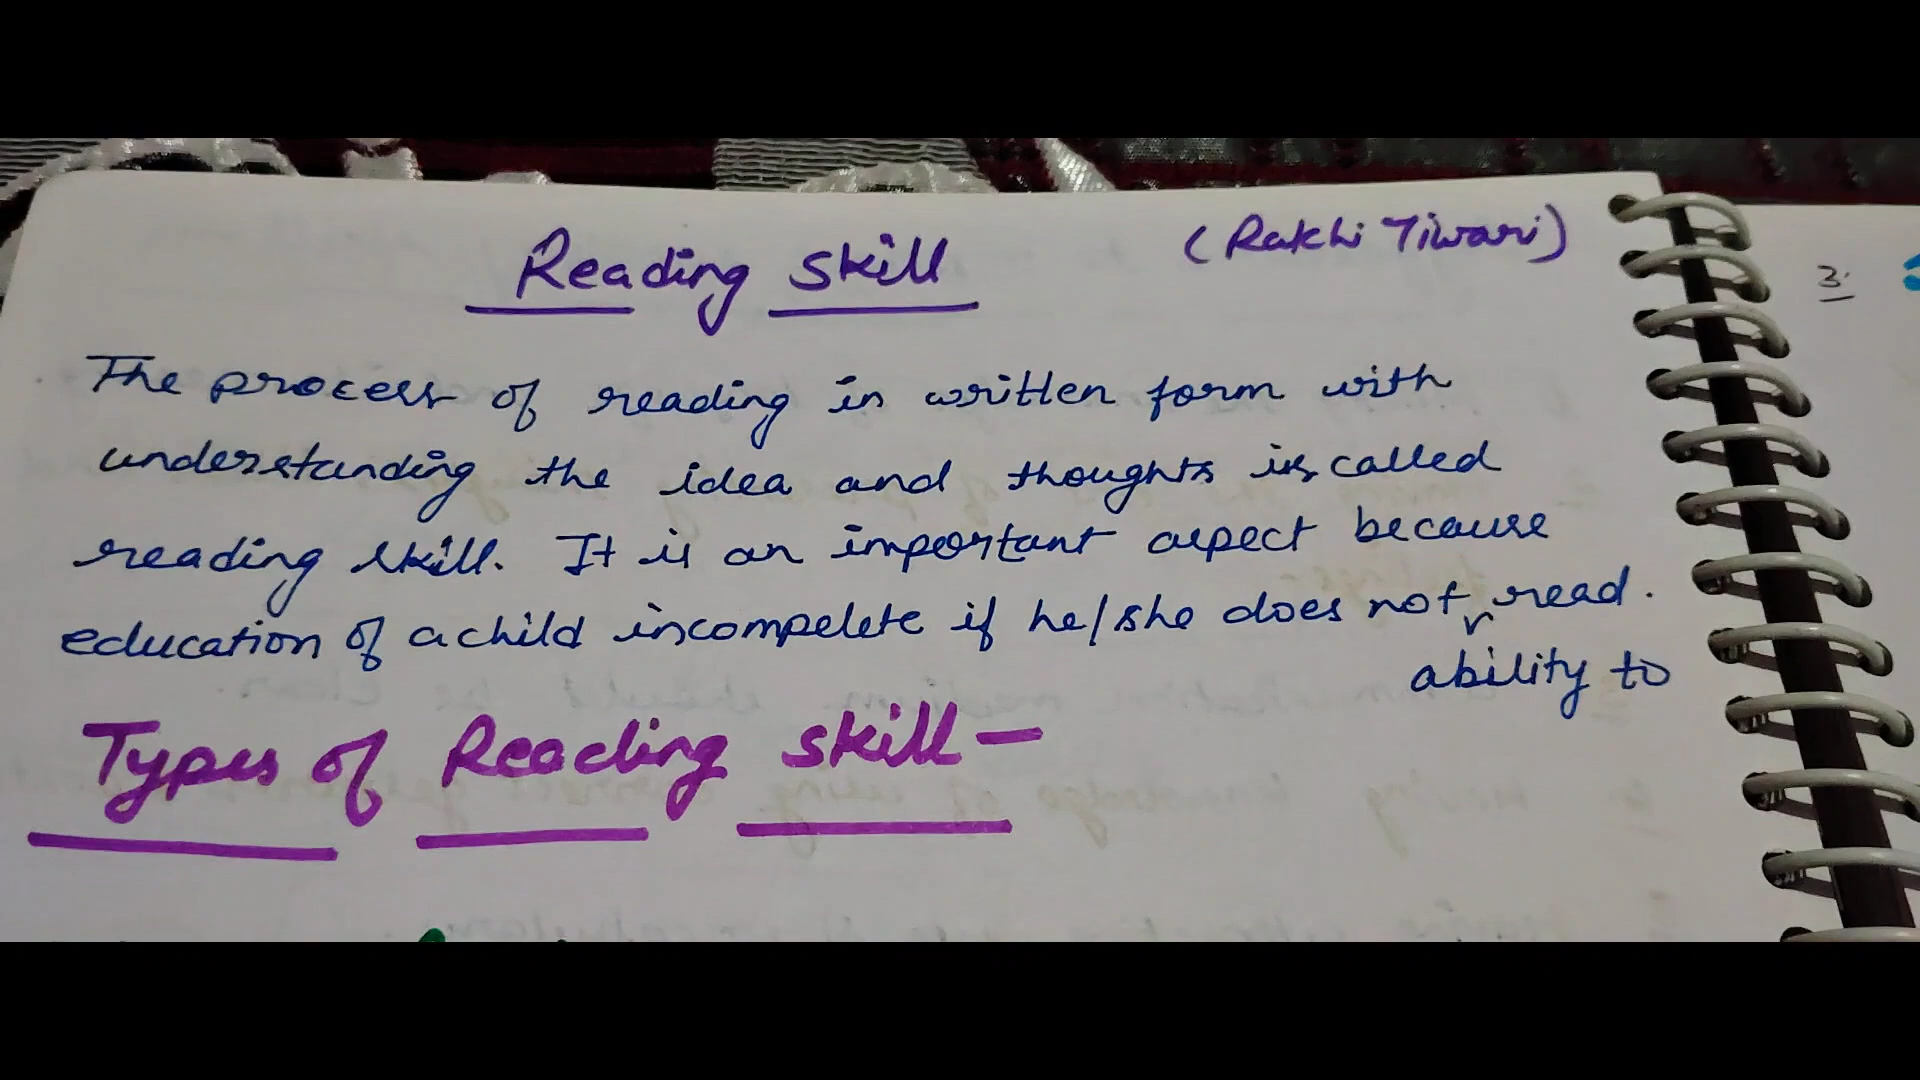 Reading skill
(Rakhi Tiwari)
The process of reading in written form with
understanding the idea and thoughts is called
reading skill. It is an important aspect because
education of a child incompelete if he/she does not read.
ability to
Types of Reading skill-
3.